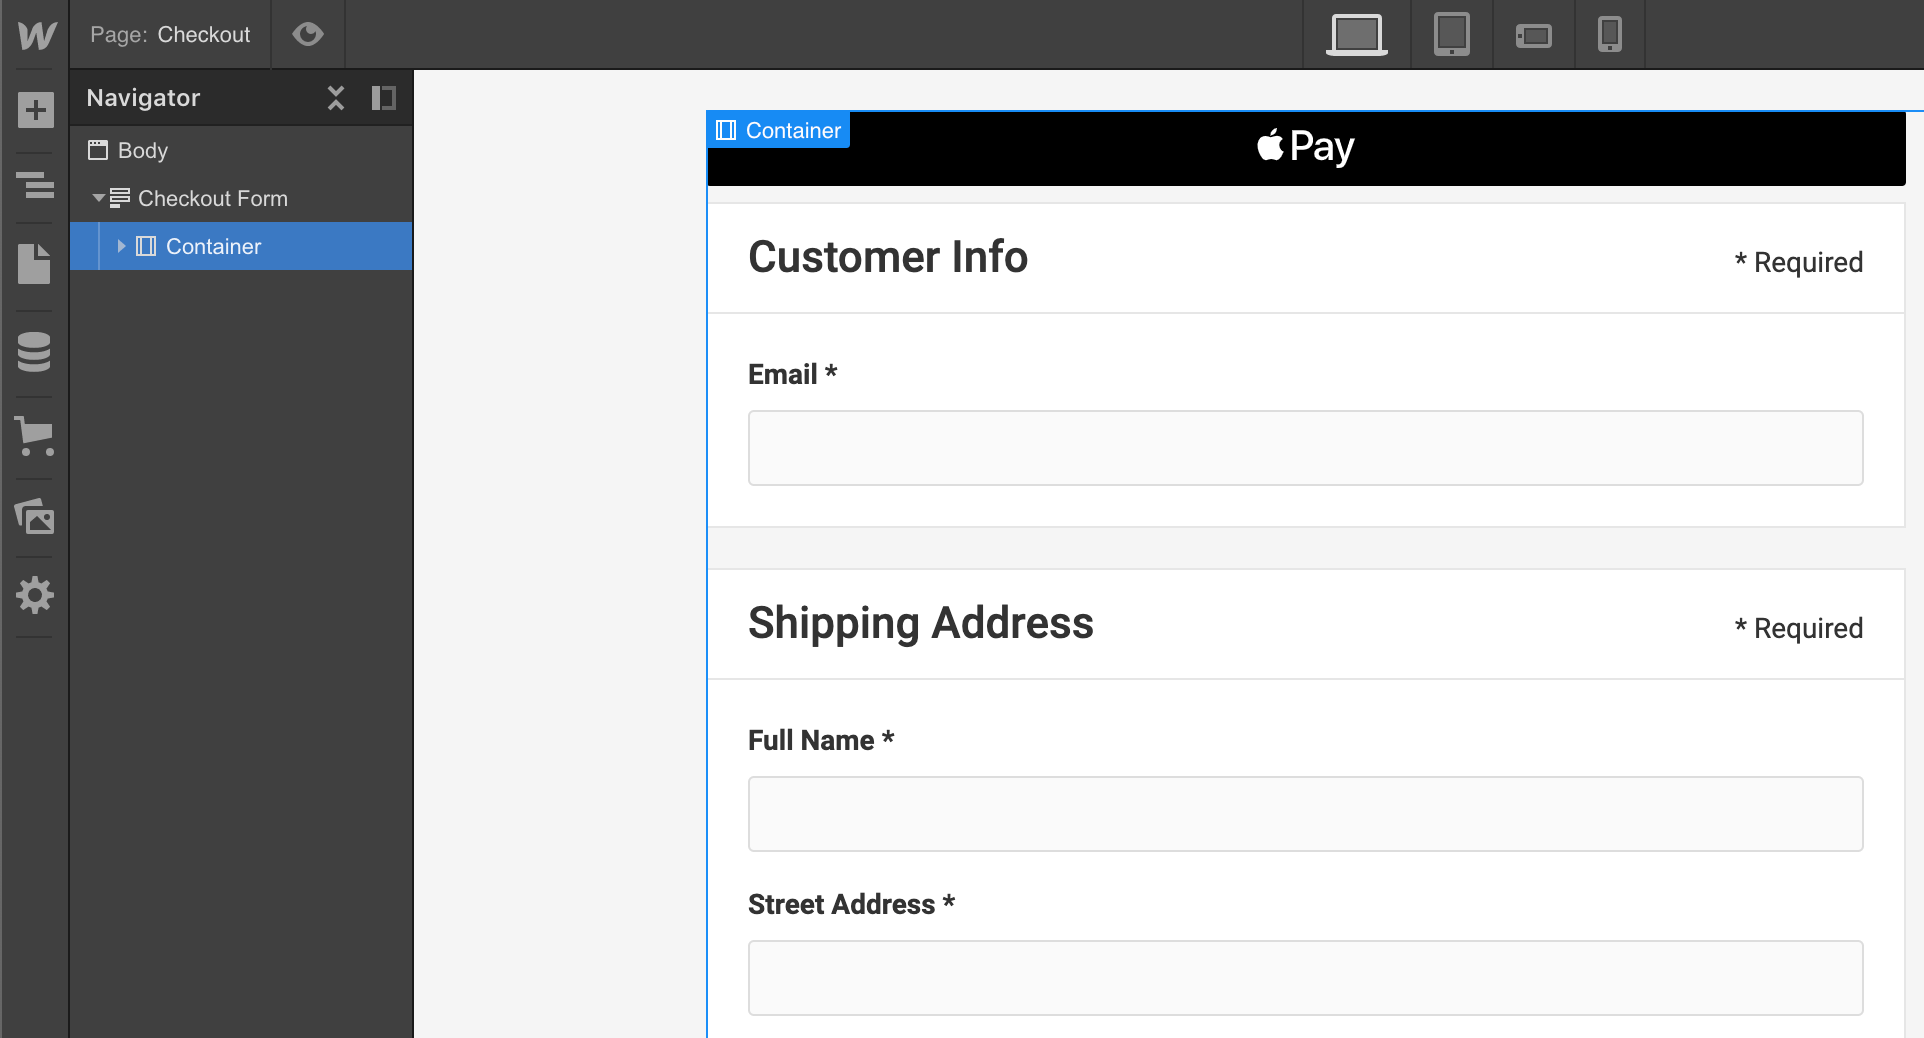 Page: Checkout
Navigator
Body
Checkout Form
Container
Container
Pay
Customer Info
* Required
Email *
Shipping Address
* Required
Full Name *
Street Address *